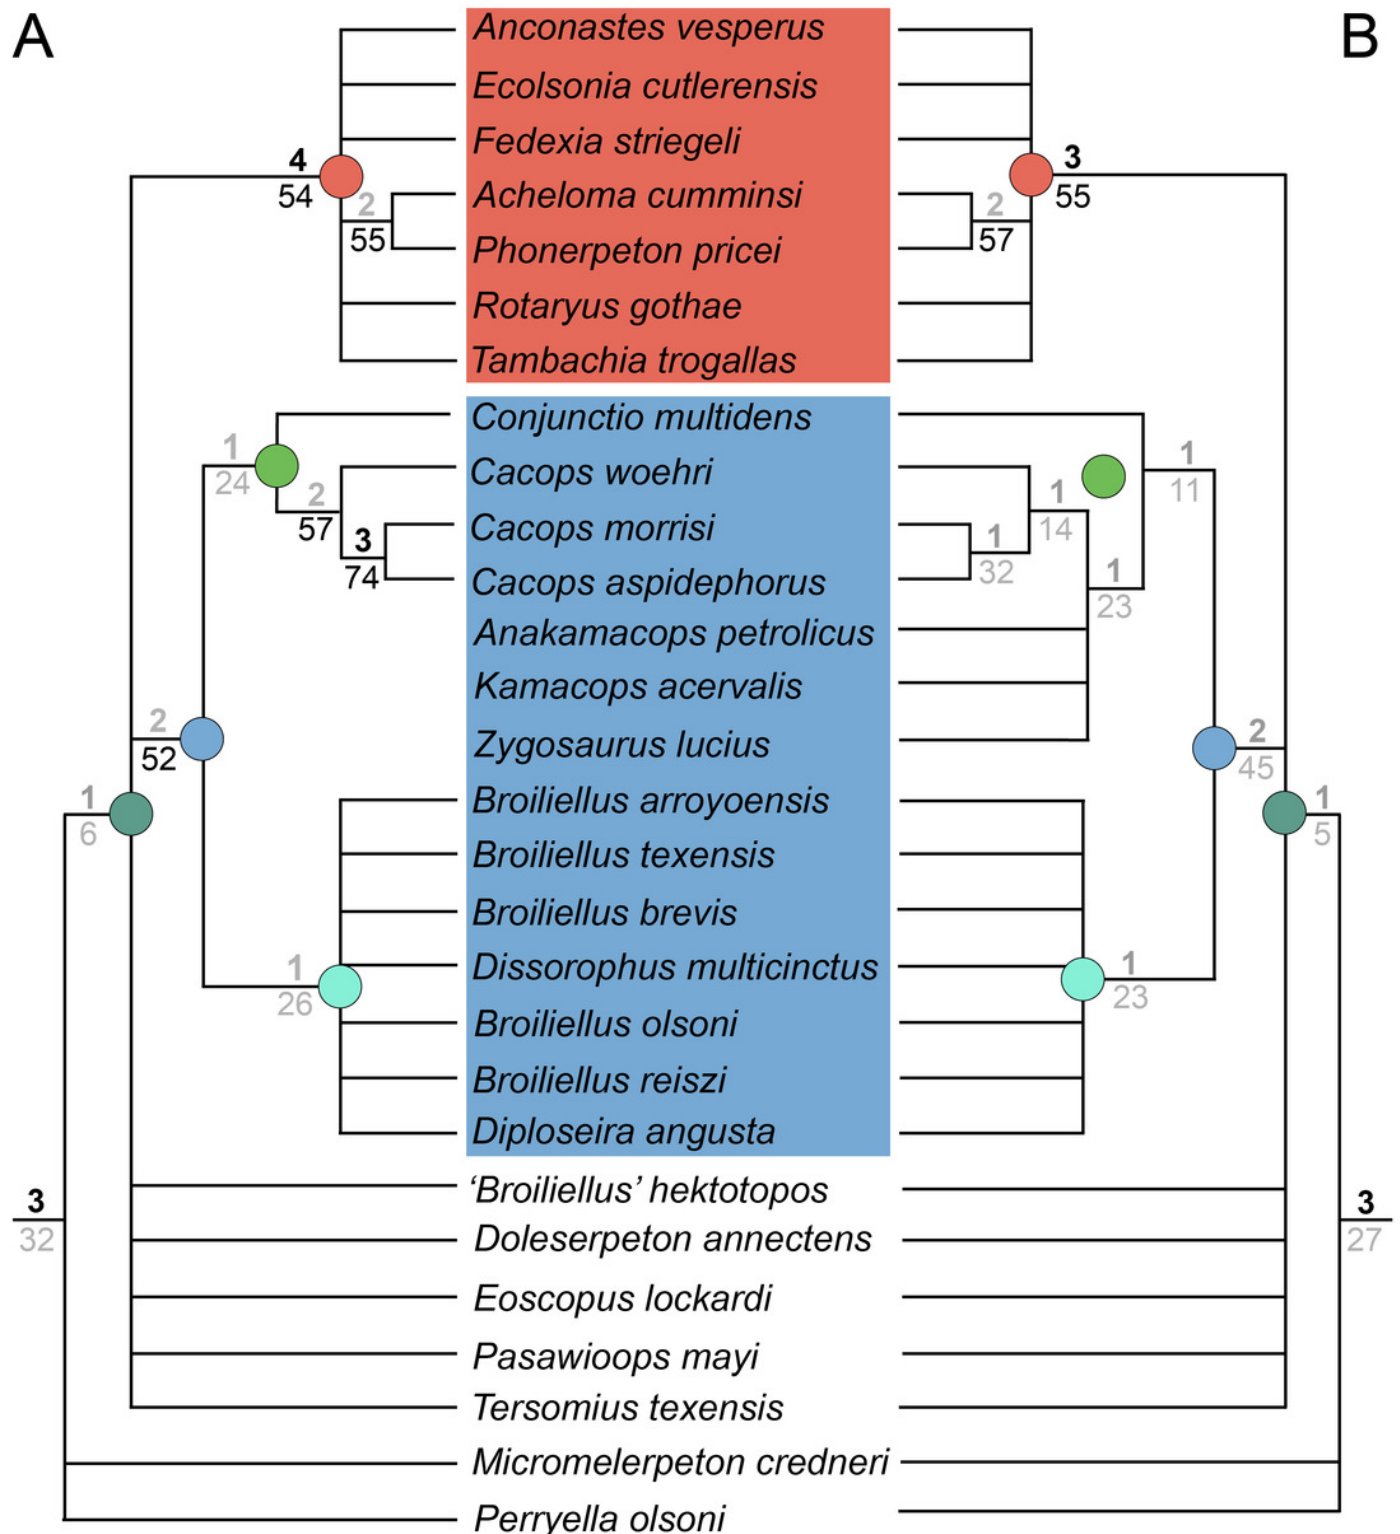 A
B
Anconastes vesperus
Ecolsonia cutlerensis
Fedexia striegeli
4
3
54
55
Acheloma cumminsi
2
2
55
57
Phonerpeton pricei
Rotaryus gothae
Tambachia trogallas
Conjunctio multidens
1
1
24
11
Cacops woehri
2
1
57
14
Cacops morrisi
3
1
74
32
Cacops aspidephorus
1
23
Anakamacops petrolicus
Kamacops acervalis
Zygosaurus lucius
2
2
52
45
Broiliellus arroyoensis
1
1
6
5
Broiliellus texensis
Broiliellus brevis
Dissorophus multicinctus
1
1
26
23
Broiliellus olsoni
Broiliellus reiszi
Diploseira angusta
‘Broiliellus’ hektotopos
3
3
32
27
Doleserpeton annectens
Eoscopus lockardi
Pasawioops mayi
Tersomius texensis
Micromelerpeton credneri
Perryella olsoni